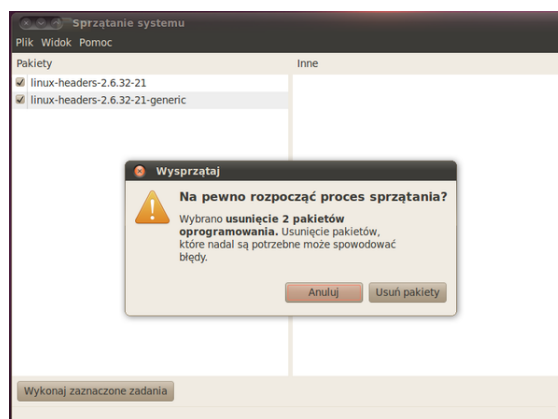 Sprzątanie systemu
Plik Widok Pomoc
Pakiety Inne
linux-headers-2.6.32-21
linux-headers-2.6.32-21-generic
Wysprzątaj
Na pewno rozpocząć proces sprzątania?
Wybrano usunięcie 2 pakietów
oprogramowania. Usunięcie pakietów,
które nadal są potrzebne może spowodować
błędy.
Anuluj Usuń pakiety
Wykonaj zaznaczone zadania